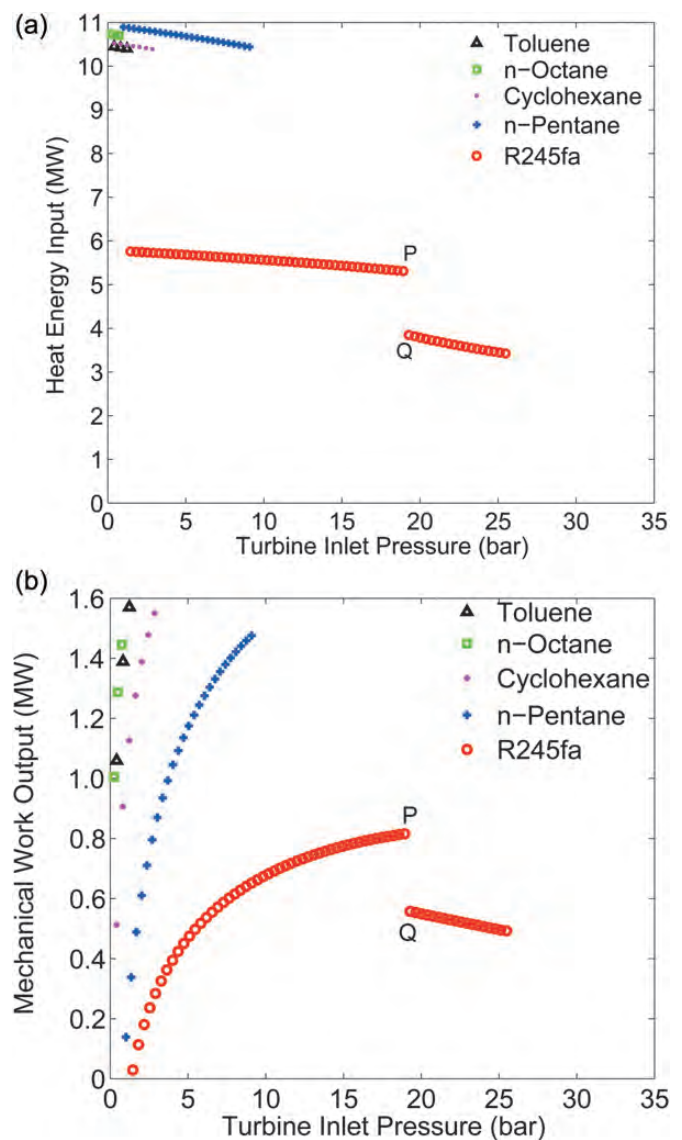 (a)
11
10
9
8
7
6
5
4
3
2
1
0
Heat Energy Input (MW)
Toluene
n-Octane
Cyclohexane
n-Pentane
R245fa
P
Q
0 5 10 15 20 25 30 35
Turbine Inlet Pressure (bar)
(b)
1.6
1.4
1.2
1.0
0.8
0.6
0.4
0.2
0
Mechanical Work Output (MW)
Toluene
n-Octane
Cyclohexane
n-Pentane
R245fa
P
Q
0 5 10 15 20 25 30 35
Turbine Inlet Pressure (bar)